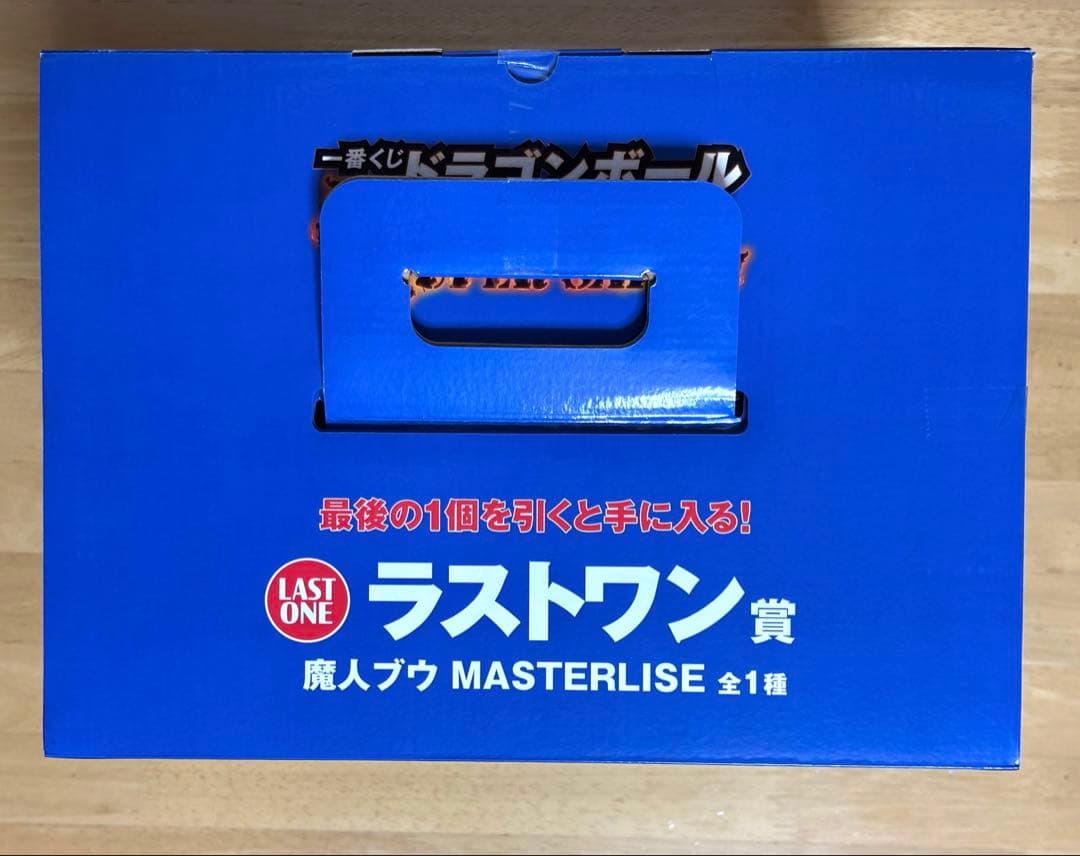 一番くじ
ドラゴンボール
最後の1個を引くと手に入る!
LAST
ONE
ラストワン賞
魔人ブウ MASTERLISE 全1種